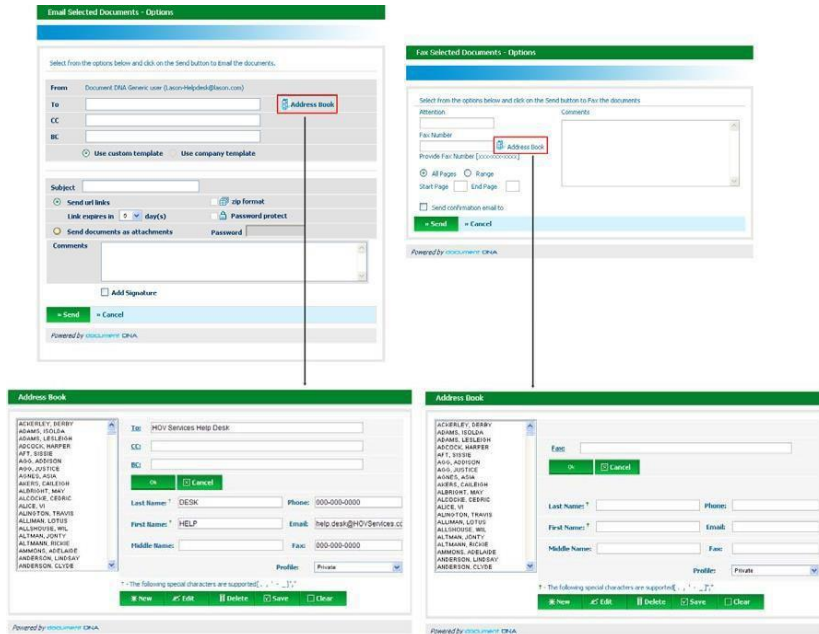 Email Selected Documents - Options
Select from the options below and click on the Send button to Email the documents.
From Document DNA Generic user (Lason-Helpdesk@lason.com)
To Address Book
CC
BC
Use custom template Use company template
Subject
Send url links zip format
Link expires in 5 day(s) Password protect
Send documents as attachments Password
Comments
Add Signature
» Send » Cancel
Powered by document DNA
Fax Selected Documents - Options
Select from the options below and click on the Send button to Fax the documents
Attention Comments
Fax Number
Address Book
Provide Fax Number [xxx-xxx-xxxx]
All Pages Range
Start Page End Page
Send confirmation email to
» Send » Cancel
Powered by document DNA
Address Book
ACKERLEY, DERBY
ADAMS, ISOLDA
ADAMS, LESLEIGH
ADCOCK, HARPER
AFT, SISSIE
AGG, ADDISON
AGG, JUSTICE
AGNES, ASIA
AKERS, CAILEIGH
ALBRIGHT, MAY
ALCOCKE, CEDRIC
ALICE, VI
ALINGTON, TRAVIS
ALLIMAN, LOTUS
ALLSHOUSE, WIL
ALTMAN, JONTY
ALTMANN, RICKIE
AMMONS, ADELAIDE
ANDERSON, LINDSAY
ANDERSON, CLYDE
To: HOV Services Help Desk
CC:
BC:
Ok Cancel
Last Name: * DESK Phone: 000-000-0000
First Name: * HELP Email: help.desk@HOVServices.co
Middle Name: Fax: 000-000-0000
Profile: Private
* - The following special characters are supported[ . , ' - _]'.*
New Edit Delete Save Clear
Powered by document DNA
Address Book
ACKERLEY, DERBY
ADAMS, ISOLDA
ADAMS, LESLEIGH
ADCOCK, HARPER
AFT, SISSIE
AGG, ADDISON
AGG, JUSTICE
AGNES, ASIA
AKERS, CAILEIGH
ALBRIGHT, MAY
ALCOCKE, CEDRIC
ALICE, VI
ALINGTON, TRAVIS
ALLIMAN, LOTUS
ALLSHOUSE, WIL
ALTMAN, JONTY
ALTMANN, RICKIE
AMMONS, ADELAIDE
ANDERSON, LINDSAY
ANDERSON, CLYDE
Fax:
Ok Cancel
Last Name: * Phone:
First Name: * Email:
Middle Name: Fax:
Profile: Private
* - The following special characters are supported[ . , ' - _]'.*
New Edit Delete Save Clear
Powered by document DNA